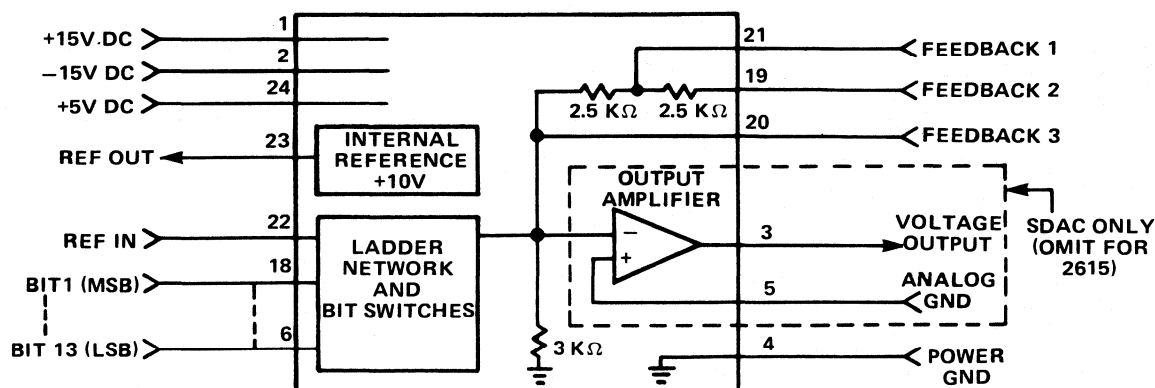 +15V.DC
1
−15V DC
2
+5V DC
24
REF OUT
23
INTERNAL
REFERENCE
+10V
REF IN
22
BIT1 (MSB)
18
BIT 13 (LSB)
6
LADDER
NETWORK
AND
BIT SWITCHES
21
FEEDBACK 1
2.5 KΩ
2.5 KΩ
19
FEEDBACK 2
20
FEEDBACK 3
OUTPUT
AMPLIFIER
−
+
3
VOLTAGE
OUTPUT
SDAC ONLY
(OMIT FOR
2615)
5
ANALOG
GND
3 KΩ
4
POWER
GND